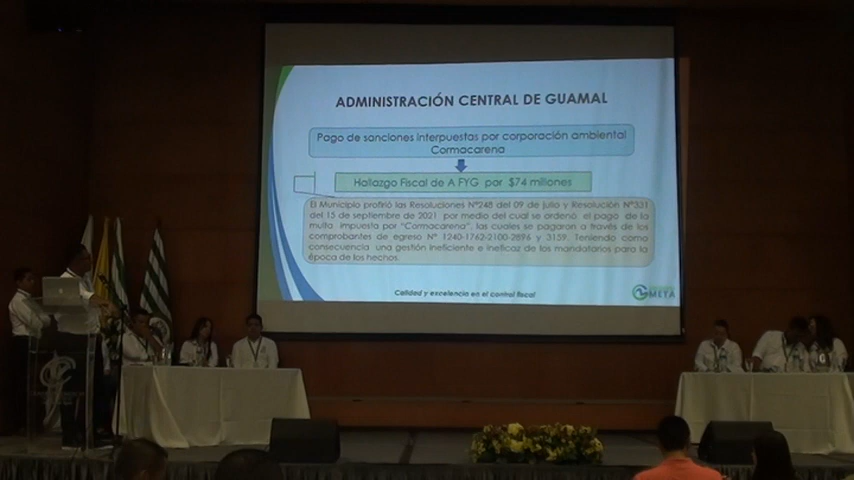 ADMINISTRACIÓN CENTRAL DE GUAMAL
Pago de sanciones interpuestas por corporación ambiental
Cormacarena
Hallazgo Fiscal de A FYG por $74 millones
El Municipio profirió las Resoluciones N°248 del 09 de julio y Resolución N°331
del 15 de septiembre de 2021 por medio del cual se ordenó el pago de la
multa impuesta por "Cormacarena", las cuales se pagaran a través de los
comprobantes de egreso N° 1240-1762-2100-2896 y 3159. Teniendo como
consecuencia una gestión ineficiente e ineficaz de los mandatarios para la
época de los hechos.
Calidad y excelencia en el control fiscal
META